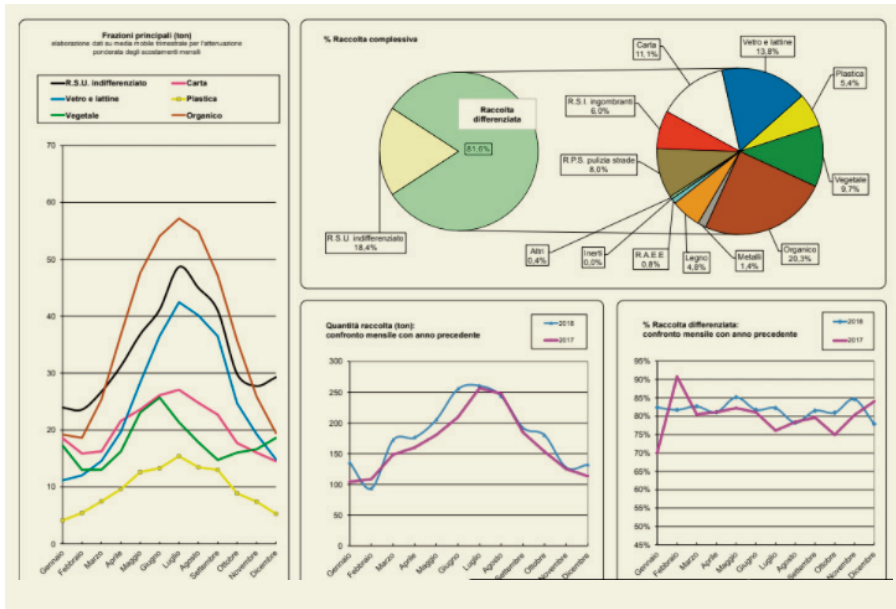 Frazioni principali (ton)
elaborazione dati su media mobile trimestrale per l'attenuazione
ponderata degli scostamenti mensili
R.S.U. indifferenziato
Carta
Vetro e lattine
Plastica
Vegetale
Organico
70
60
50
40
30
20
10
0
Gennaio
Febbraio
Marzo
Aprile
Maggio
Giugno
Luglio
Agosto
Settembre
Ottobre
Novembre
Dicembre
% Raccolta complessiva
Raccolta
differenziata
81,6%
R.S.U. indifferenziato
18,4%
Carta
11,1%
Vetro e lattine
13,8%
Plastica
5,4%
R.S.I. ingombranti
6,0%
R.P.S. pulizia strade
8,0%
Vegetale
9,7%
Altri
0,4%
Inerti
0,0%
R.A.E.E.
0,8%
Legno
4,8%
Metalli
1,4%
Organico
20,3%
Quantità raccolta (ton):
confronto mensile con anno precedente
2018
2017
300
250
200
150
100
50
0
Gennaio
Febbraio
Marzo
Aprile
Maggio
Giugno
Luglio
Agosto
Settembre
Ottobre
Novembre
Dicembre
% Raccolta differenziata:
confronto mensile con anno precedente
2018
2017
95%
90%
85%
80%
75%
70%
65%
60%
55%
50%
45%
Gennaio
Febbraio
Marzo
Aprile
Maggio
Giugno
Luglio
Agosto
Settembre
Ottobre
Novembre
Dicembre